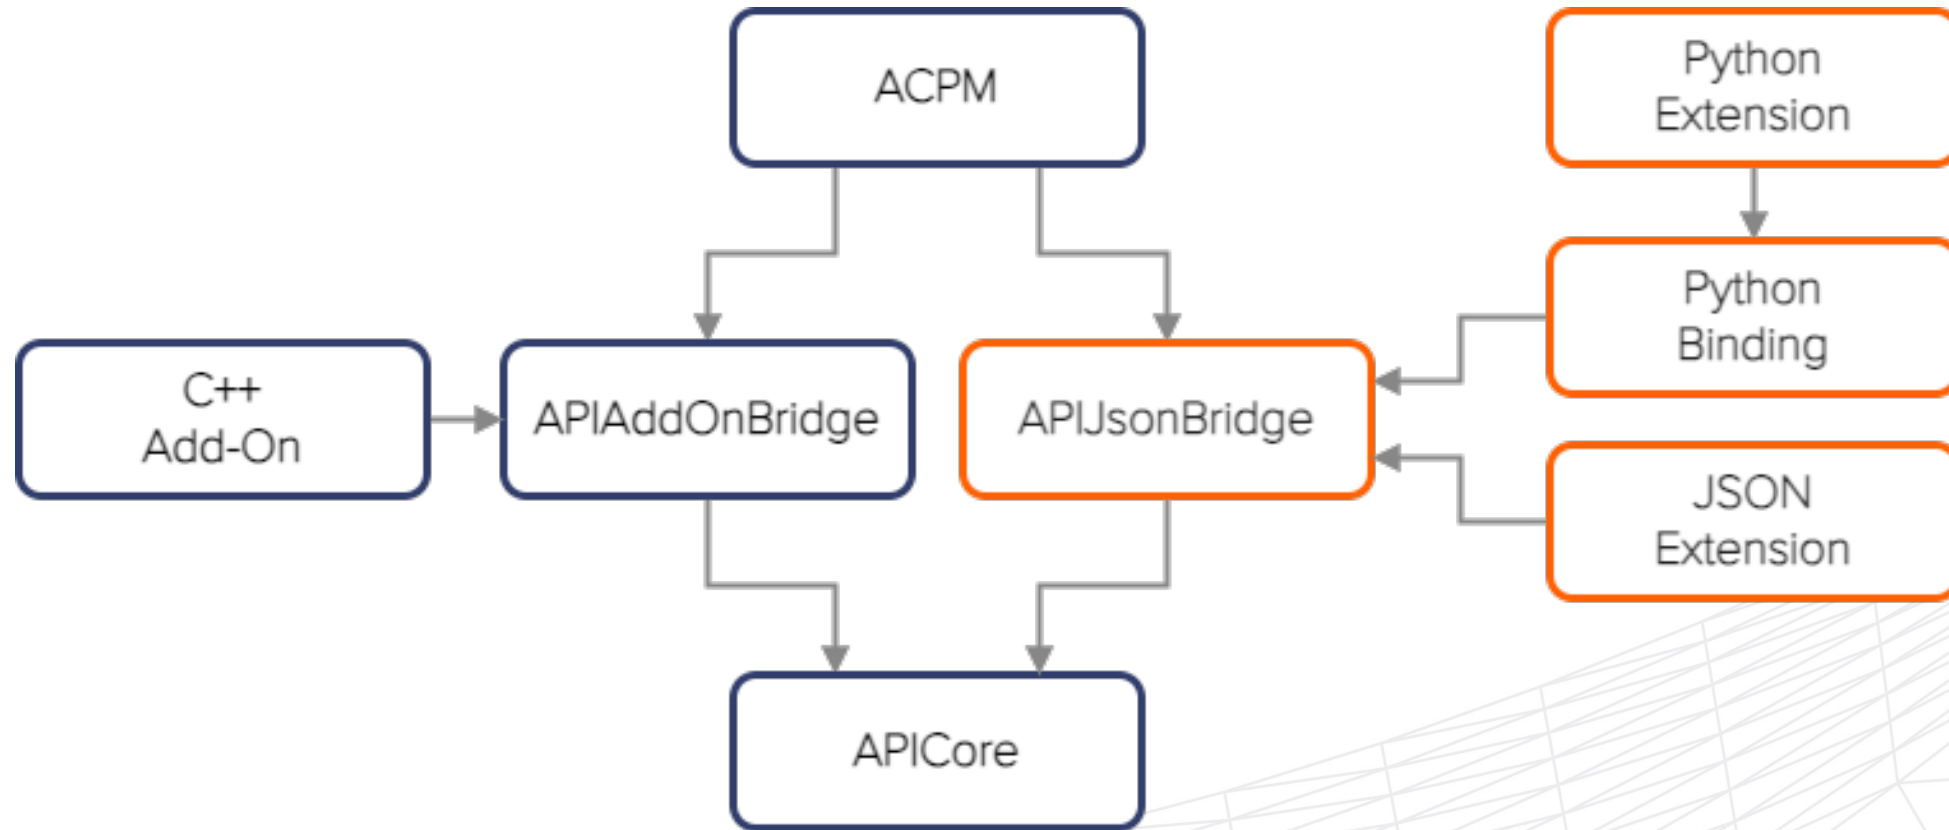 ACPM
Python
Extension
Python
Binding
C++
Add-On
APIAddOnBridge
APIJsonBridge
JSON
Extension
APICore